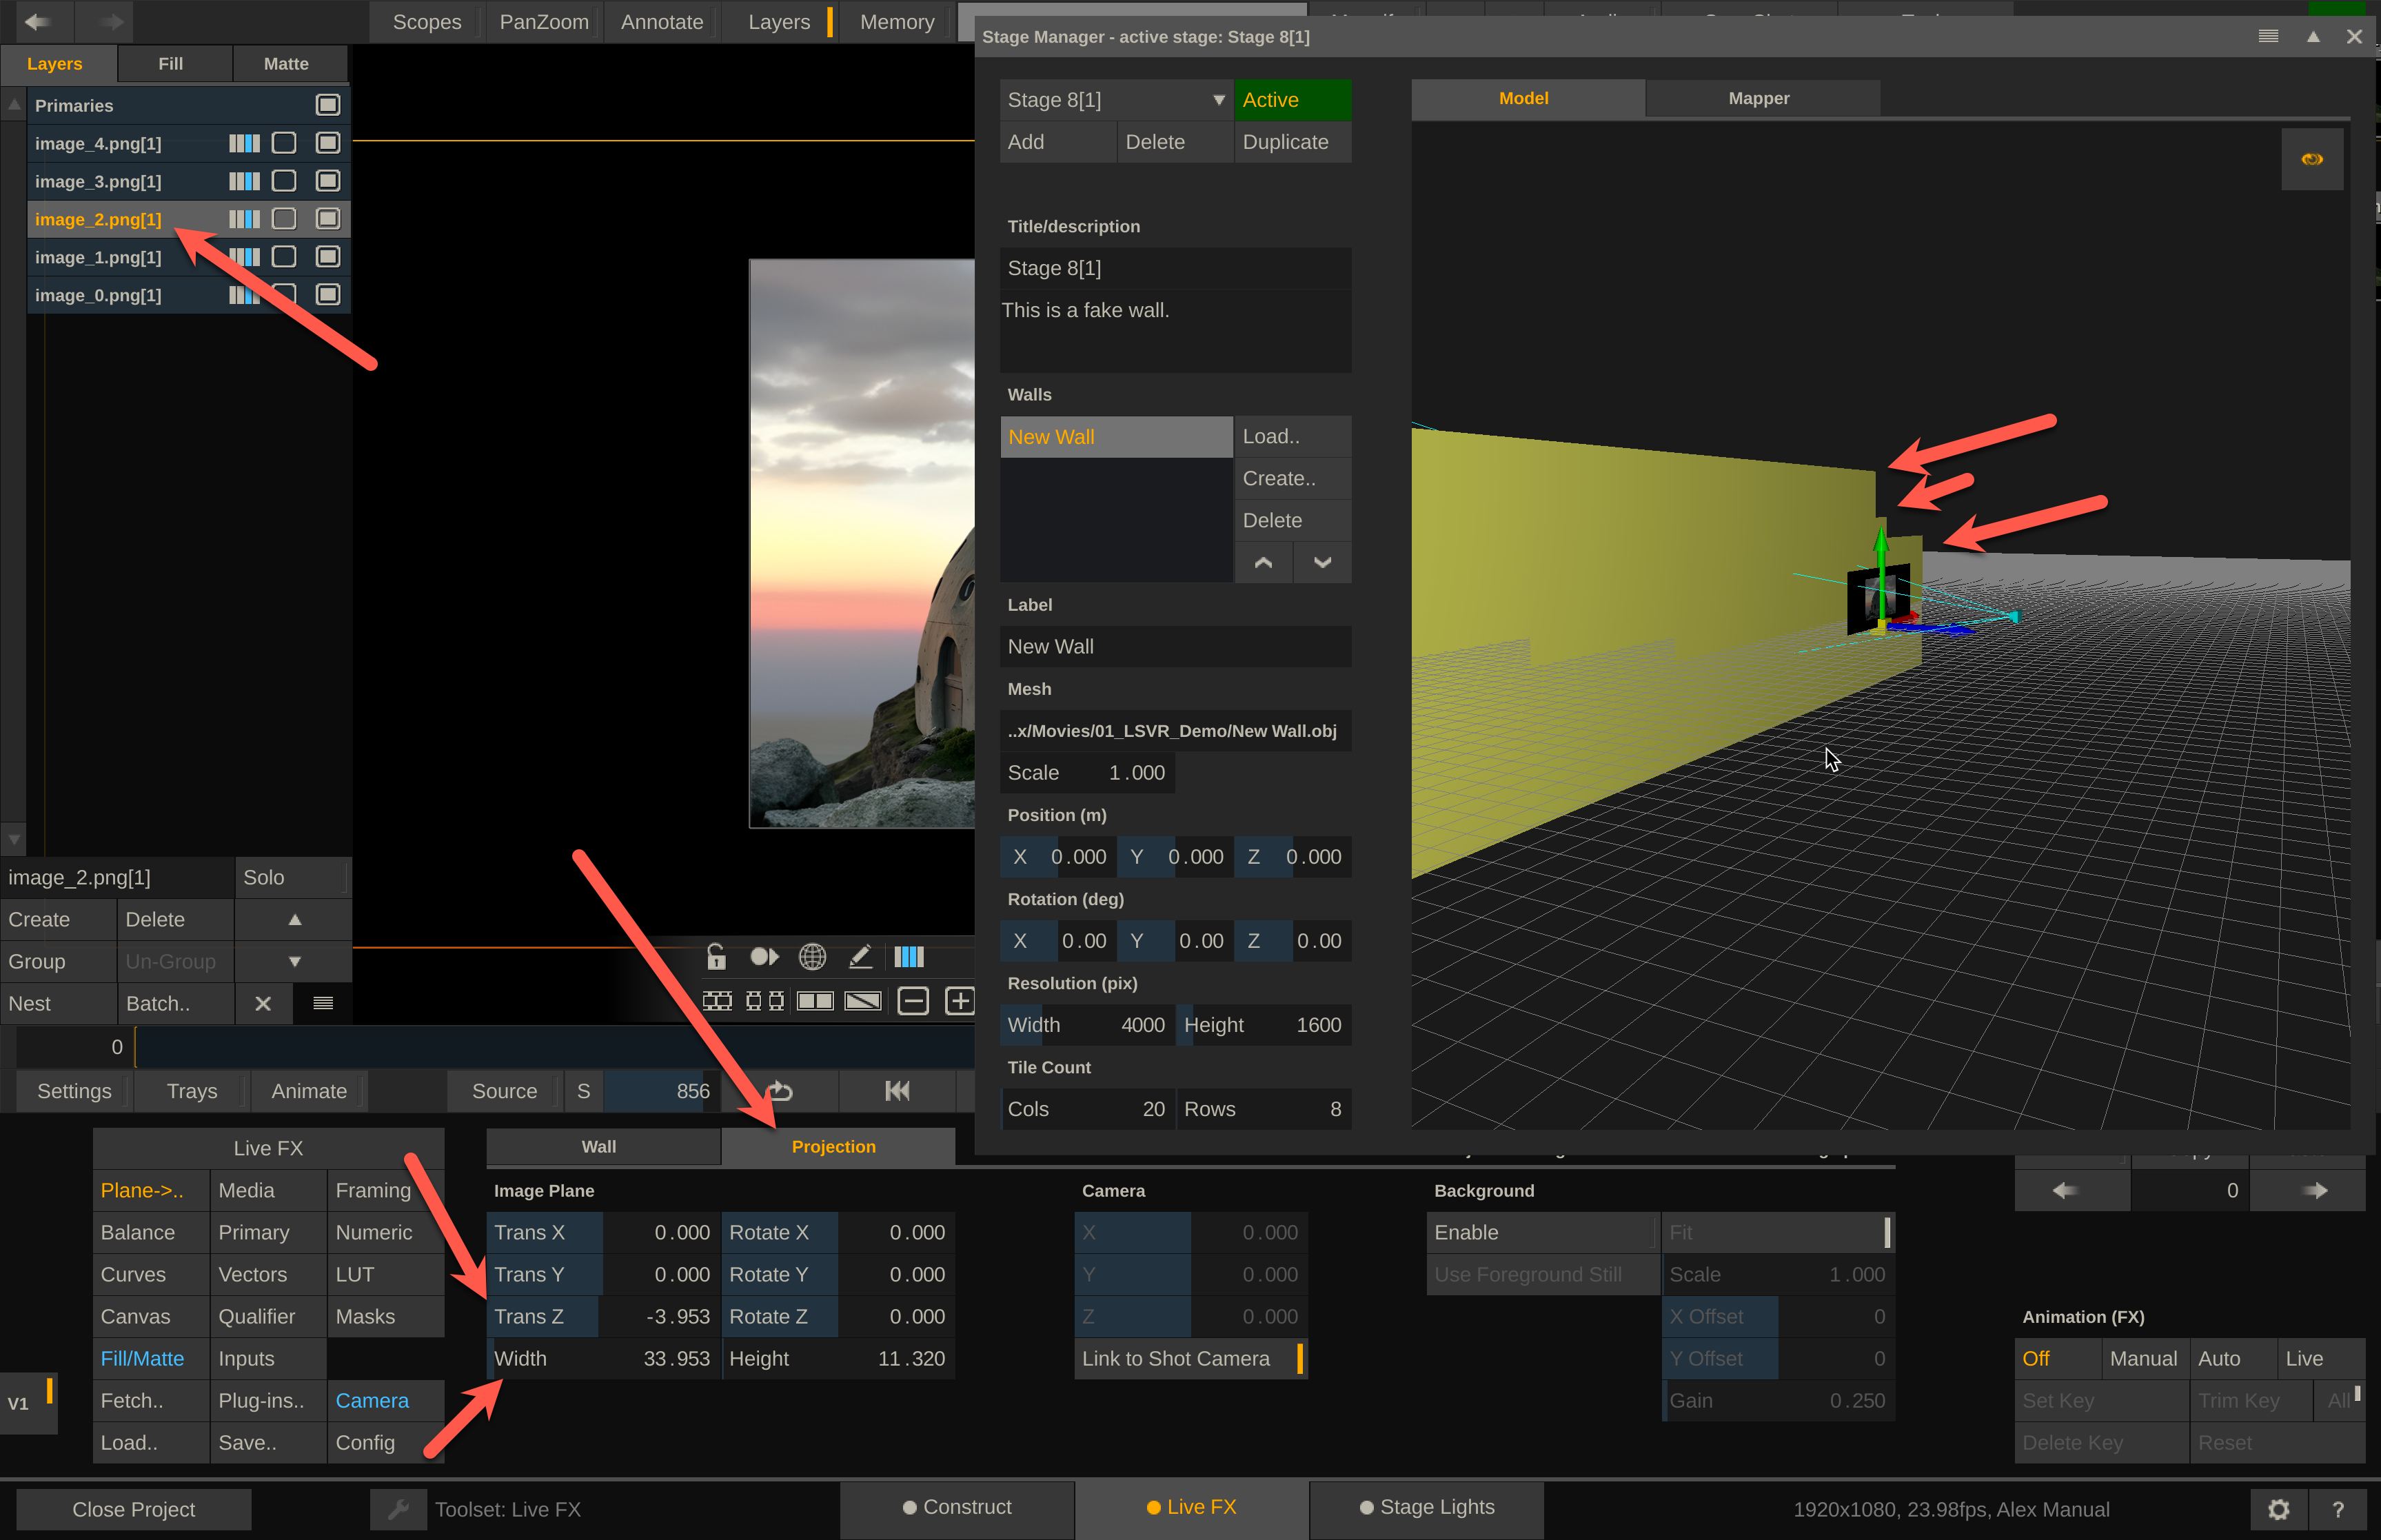 Scopes PanZoom Annotate Layers Memory
Stage Manager - active stage: Stage 8[1]
Layers Fill Matte
Primaries
image_4.png[1]
image_3.png[1]
image_2.png[1]
image_1.png[1]
image_0.png[1]
Stage 8[1] Active
Add Delete Duplicate
Title/description
Stage 8[1]
This is a fake wall.
Walls
New Wall Load..
Create..
Delete
Label
New Wall
Mesh
..x/Movies/01_LSVR_Demo/New Wall.obj
Scale 1.000
Position (m)
X 0.000 Y 0.000 Z 0.000
Rotation (deg)
X 0.00 Y 0.00 Z 0.00
Resolution (pix)
Width 4000 Height 1600
Tile Count
Cols 20 Rows 8
Model Mapper
image_2.png[1] Solo
Create Delete
Group Un-Group
Nest Batch..
0
Settings Trays Animate Source S 856
Live FX
Plane->.. Media Framing
Balance Primary Numeric
Curves Vectors LUT
Canvas Qualifier Masks
Fill/Matte Inputs
Fetch.. Plug-ins.. Camera
Load.. Save.. Config
V1
Wall Projection
Image Plane
Trans X 0.000 Rotate X 0.000
Trans Y 0.000 Rotate Y 0.000
Trans Z -3.953 Rotate Z 0.000
Width 33.953 Height 11.320
Camera
X 0.000
Y 0.000
Z 0.000
Link to Shot Camera
Background
Enable Fit
Use Foreground Still Scale 1.000
X Offset 0
Y Offset 0
Gain 0.250
0
Animation (FX)
Off Manual Auto Live
Set Key Trim Key All
Delete Key Reset
Close Project Toolset: Live FX Construct Live FX Stage Lights 1920x1080, 23.98fps, Alex Manual ?